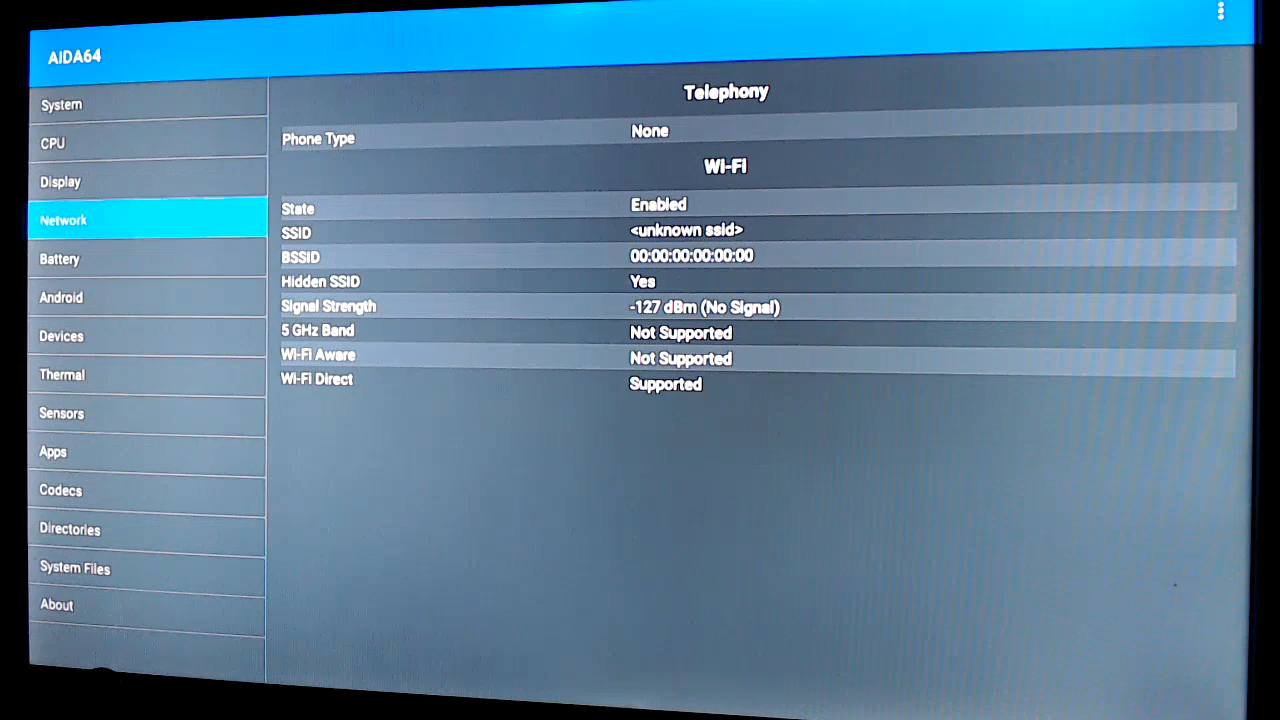 AIDA64
System
CPU
Display
Network
Battery
Android
Devices
Thermal
Sensors
Apps
Codecs
Directories
System Files
About
Telephony
Phone Type None
Wi-Fi
State Enabled
SSID <unknown ssid>
BSSID 00:00:00:00:00:00
Hidden SSID Yes
Signal Strength -127 dBm (No Signal)
5 GHz Band Not Supported
Wi-Fi Aware Not Supported
Wi-Fi Direct Supported